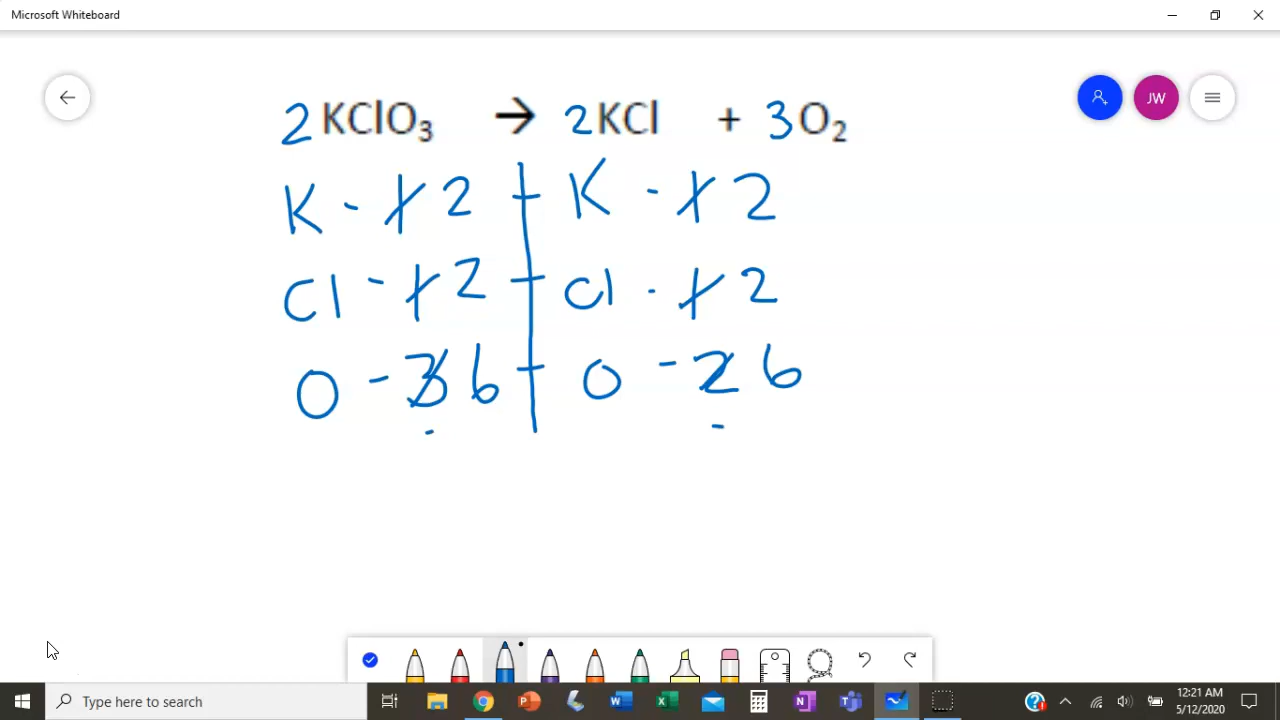 Microsoft Whiteboard
JW
2KClO₃ → 2KCl + 3O₂
K - 1 2 K - 1 2
Cl - 1 2 Cl - 1 2
O - 3 6 O - 2 6
Type here to search
12:21 AM
5/12/2020